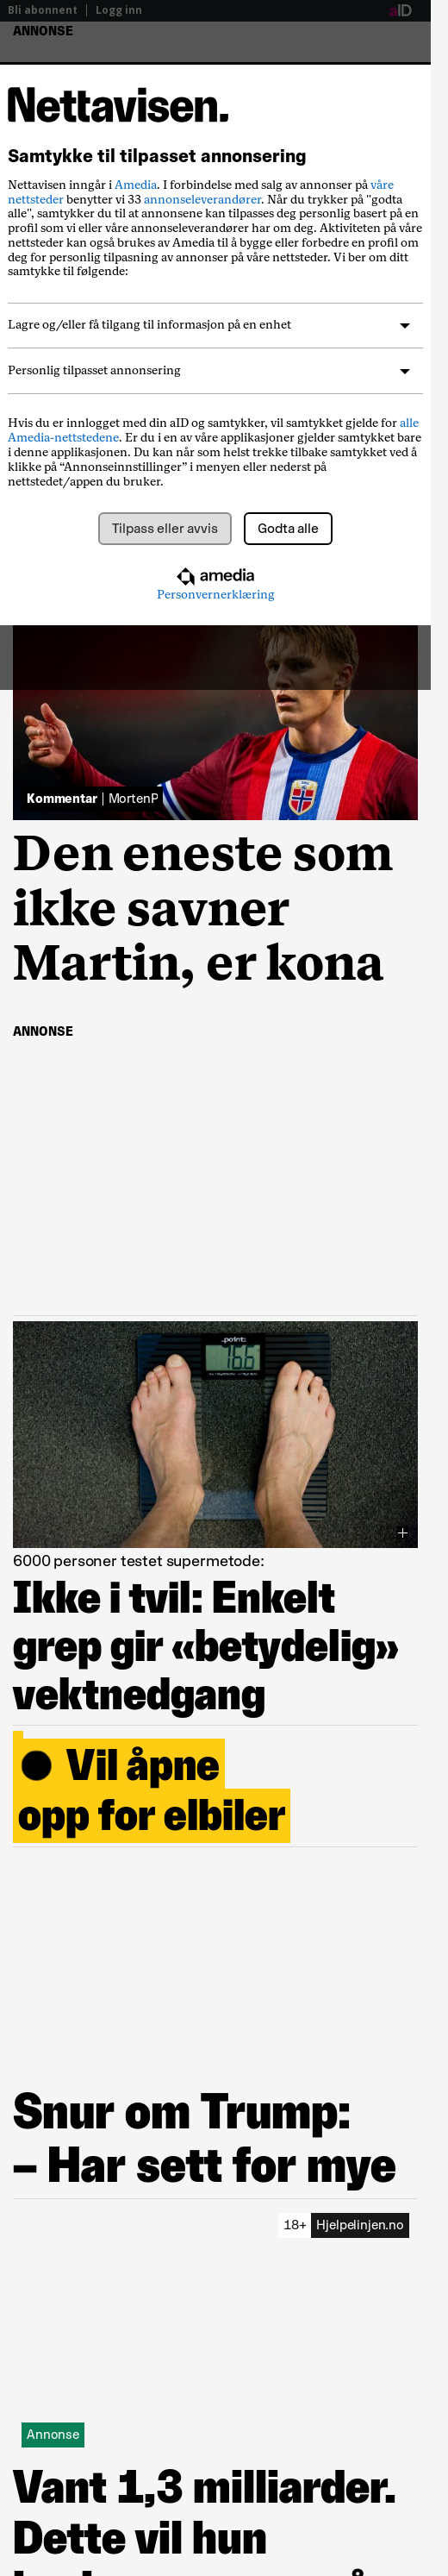 Bli abonnent | Logg inn aID
ANNONSE
Nettavisen.
Samtykke til tilpasset annonsering
Nettavisen inngår i Amedia. I forbindelse med salg av annonser på våre
nettsteder benytter vi 33 annonseleverandører. Når du trykker på "godta
alle", samtykker du til at annonsene kan tilpasses deg personlig basert på en
profil som vi eller våre annonseleverandører har om deg. Aktiviteten på våre
nettsteder kan også brukes av Amedia til å bygge eller forbedre en profil om
deg for personlig tilpasning av annonser på våre nettsteder. Vi ber om ditt
samtykke til følgende:
Lagre og/eller få tilgang til informasjon på en enhet
Personlig tilpasset annonsering
Hvis du er innlogget med din aID og samtykker, vil samtykket gjelde for alle
Amedia-nettstedene. Er du i en av våre applikasjoner gjelder samtykket bare
i denne applikasjonen. Du kan når som helst trekke tilbake samtykket ved å
klikke på “Annonseinnstillinger” i menyen eller nederst på
nettstedet/appen du bruker.
Tilpass eller avvis Godta alle
amedia
Personvernerklæring
Kommentar | MortenP
Den eneste som
ikke savner
Martin, er kona
ANNONSE
point
76.6
6000 personer testet supermetode:
Ikke i tvil: Enkelt
grep gir «betydelig»
vektnedgang
Vil åpne
opp for elbiler
Snur om Trump:
– Har sett for mye
18+ Hjelpelinjen.no
Annonse
Vant 1,3 milliarder.
Dette vil hun